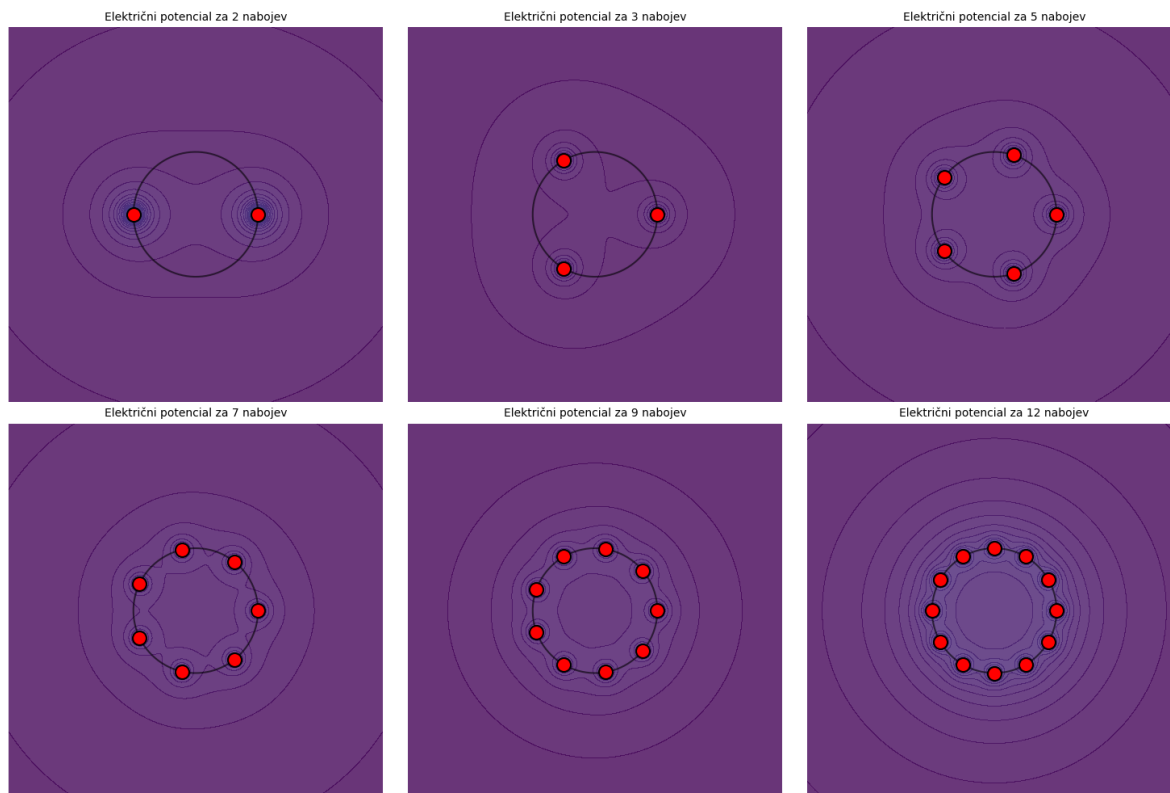 Električni potencial za 2 nabojev
Električni potencial za 3 nabojev
Električni potencial za 5 nabojev
Električni potencial za 7 nabojev
Električni potencial za 9 nabojev
Električni potencial za 12 nabojev